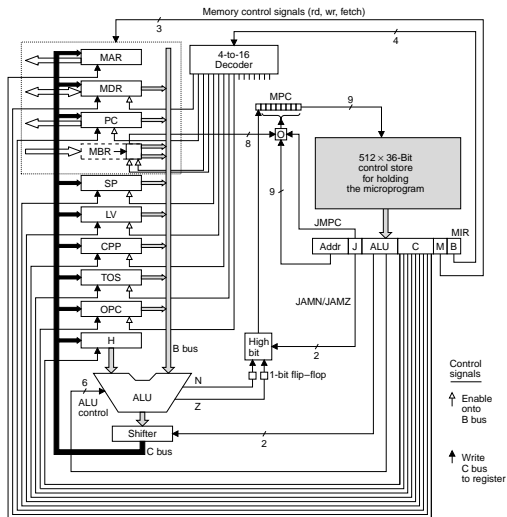 Memory control signals (rd, wr, fetch)
3
4
MAR
MDR
PC
MBR
SP
LV
CPP
TOS
OPC
H
4-to-16
Decoder
MPC
9
8
O
512 × 36-Bit
control store
for holding
the microprogram
9
JMPC
MIR
Addr J ALU C M B
JAMN/JAMZ
B bus
High
bit
2
1-bit flip–flop
6
ALU
control
ALU
N
Z
Shifter
2
C bus
Control
signals
Enable
onto
B bus
Write
C bus
to register